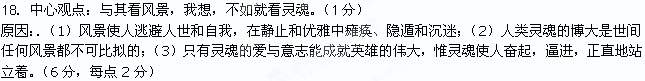 18. 中心观点：与其看风景，我想，不如就看灵魂。（1分）
原因：. （1）风景使人逃避人世和自我，在静止和优雅中瘫痪、隐遁和沉迷；（2）人类灵魂的博大是世间
任何风景都不可比拟的；（3）只有灵魂的爱与意志能成就英雄的伟大，惟灵魂使人奋起，逼进，正直地站
立着。（6分，每点2分）